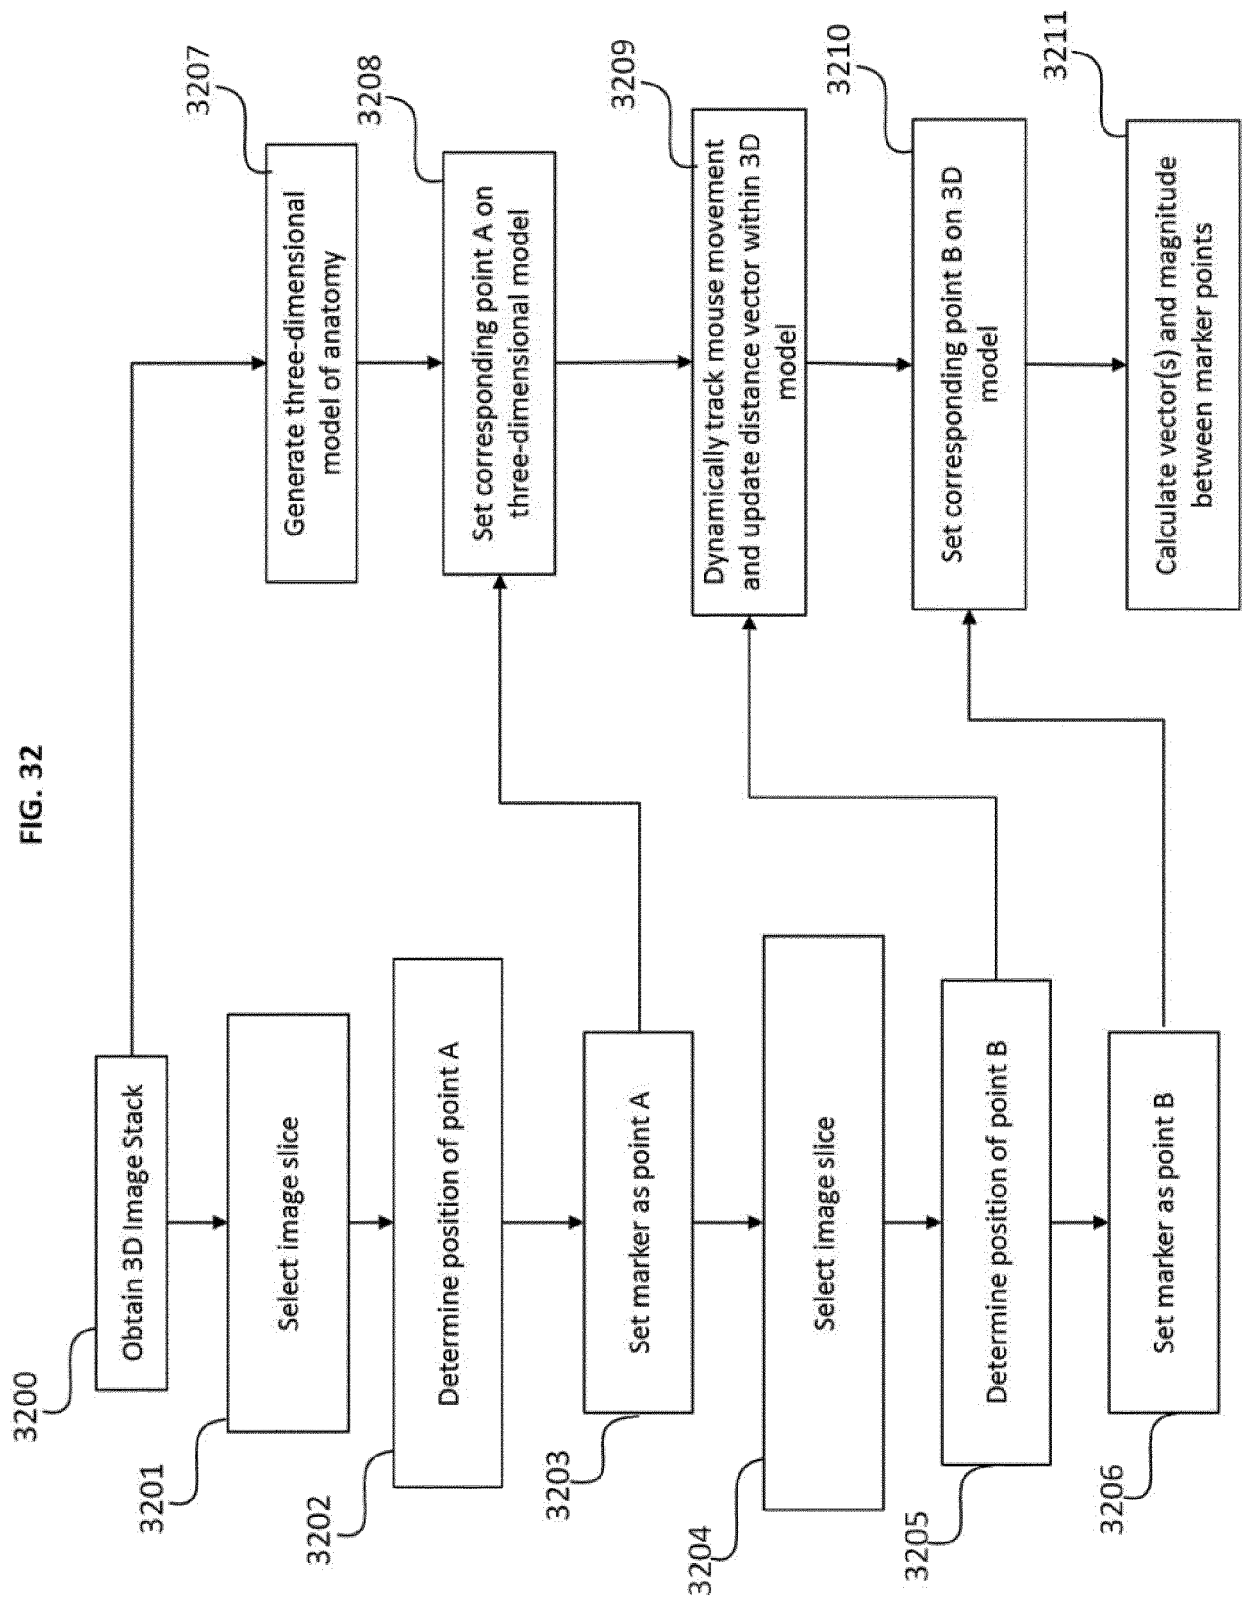 FIG. 32
3200
Obtain 3D Image Stack
3201
Select image slice
3202
Determine position of point A
3203
Set marker as point A
3204
Select image slice
3205
Determine position of point B
3206
Set marker as point B
3207
Generate three-dimensional
model of anatomy
3208
Set corresponding point A on
three-dimensional model
3209
Dynamically track mouse movement
and update distance vector within 3D
model
3210
Set corresponding point B on 3D
model
3211
Calculate vector(s) and magnitude
between marker points